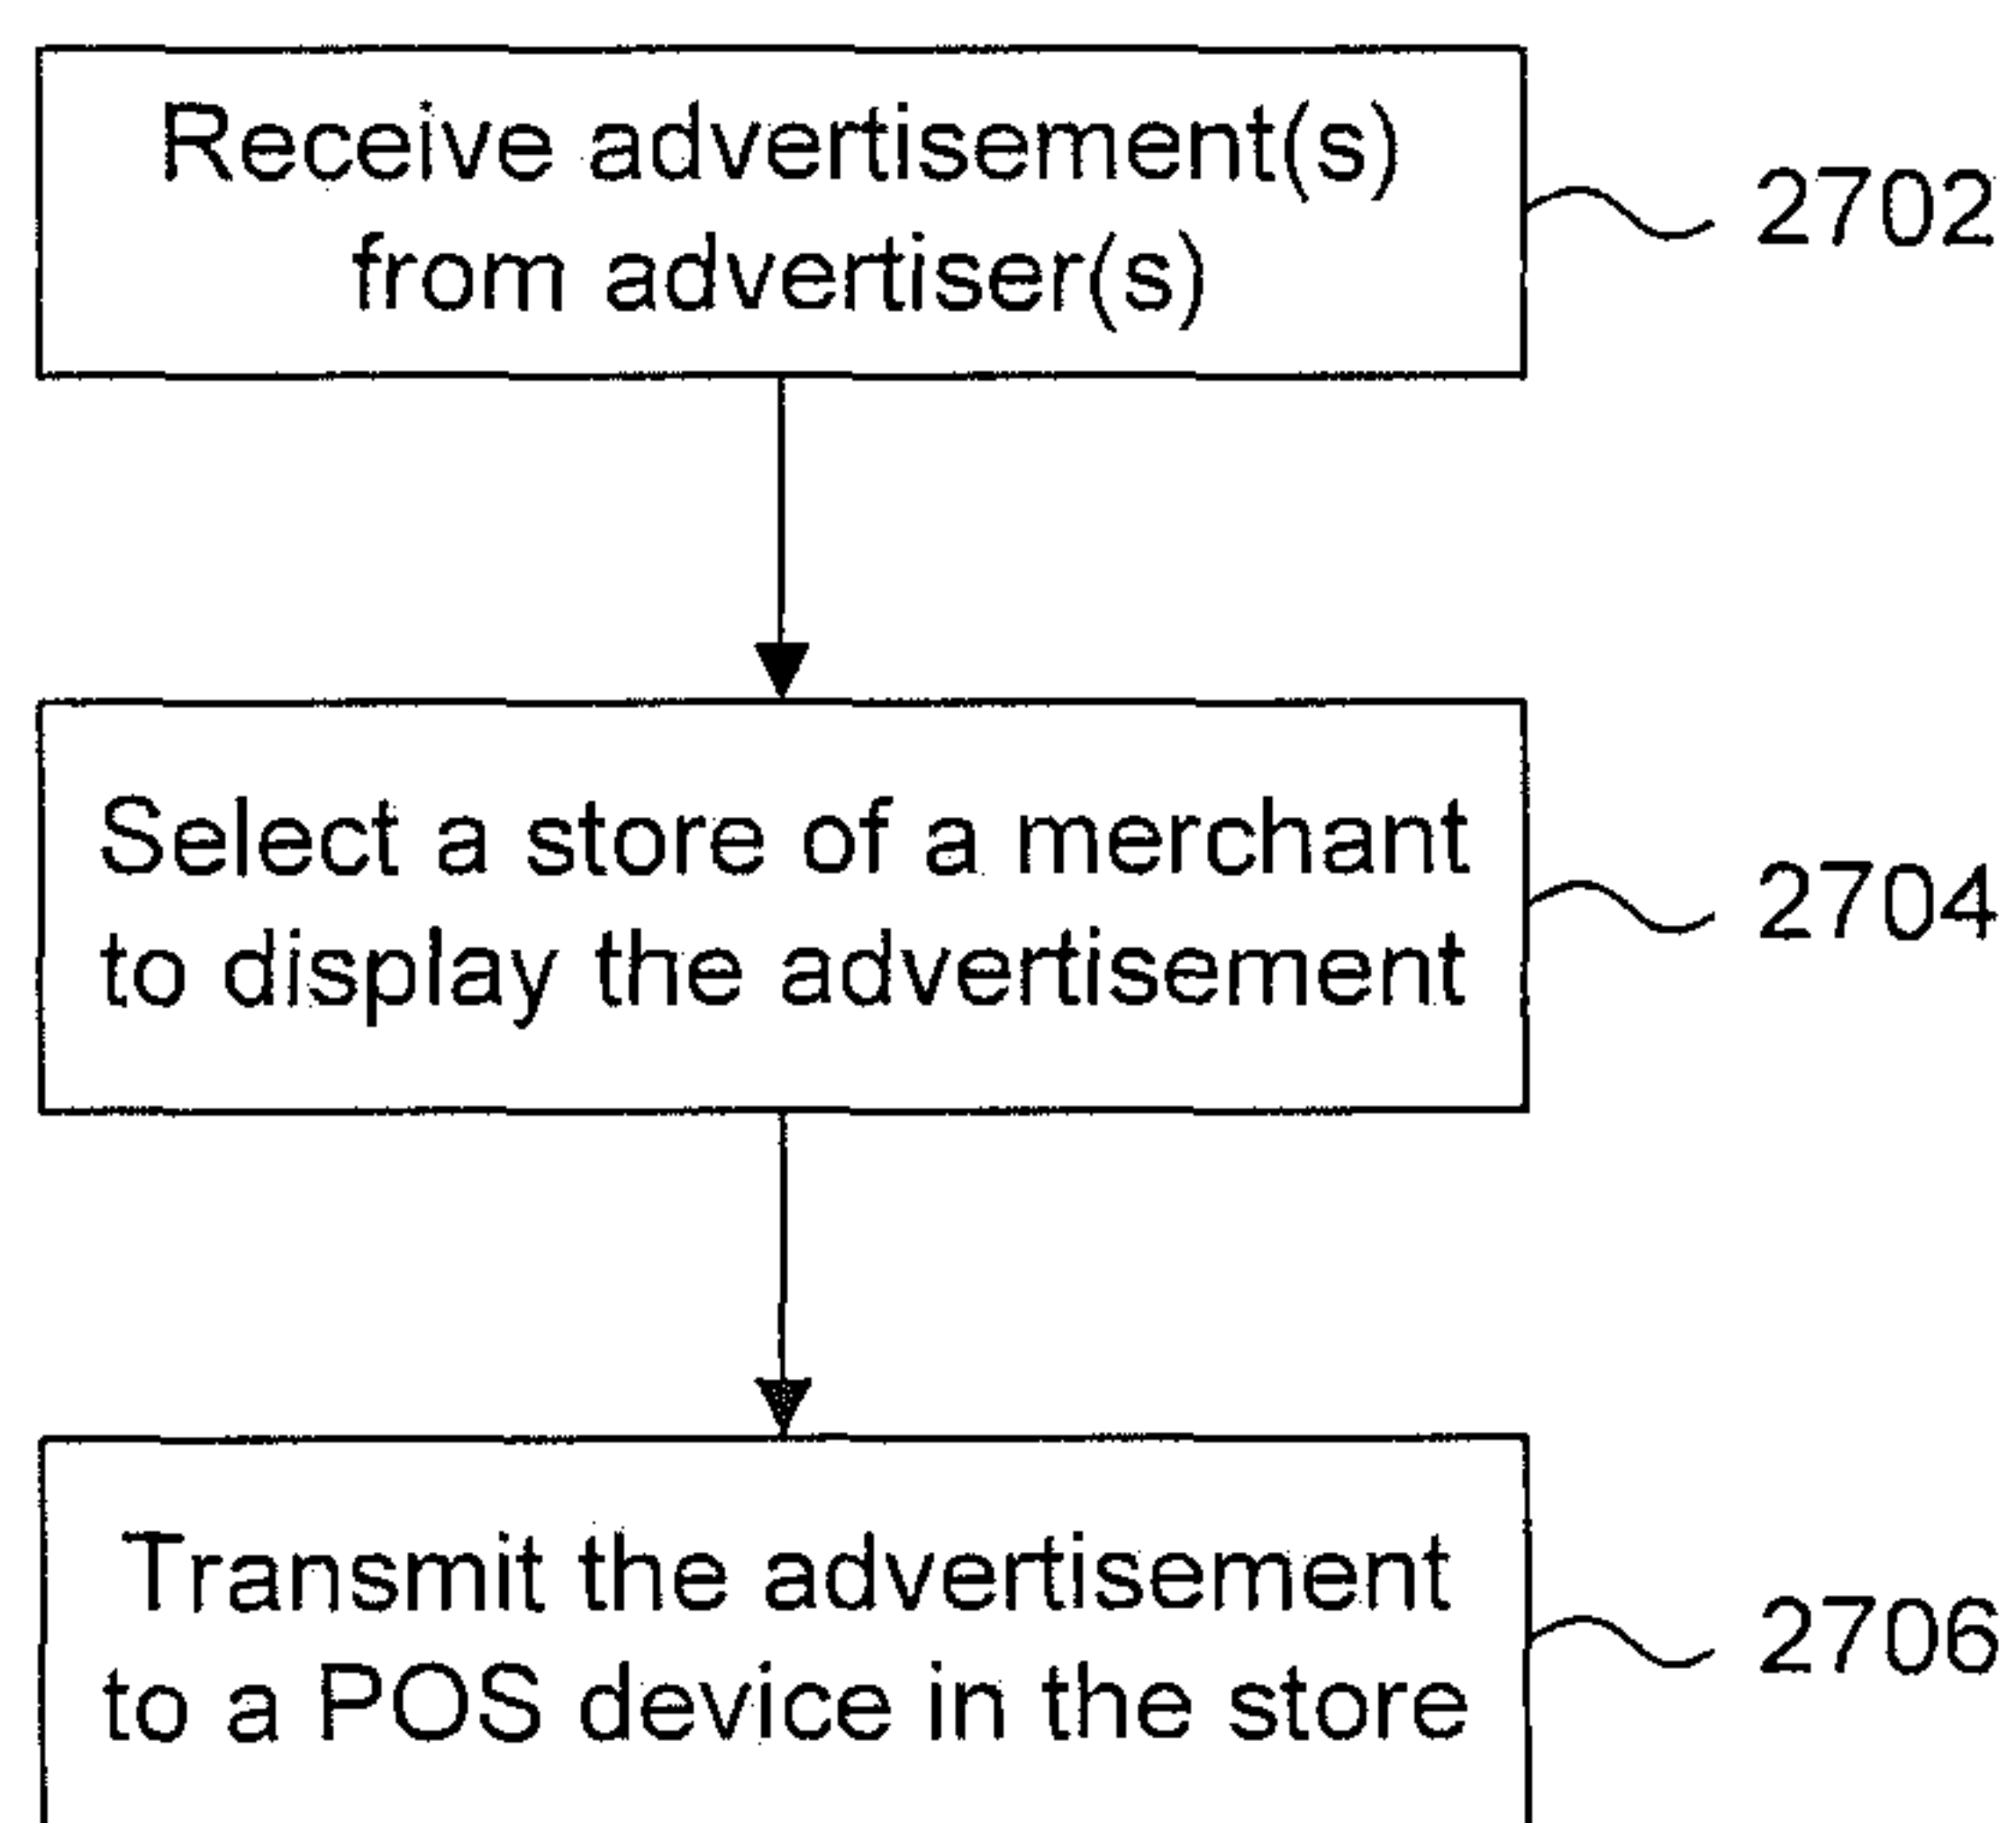 Receive advertisement(s)
from advertiser(s)
2702
Select a store of a merchant
to display the advertisement
2704
Transmit the advertisement
to a POS device in the store
2706